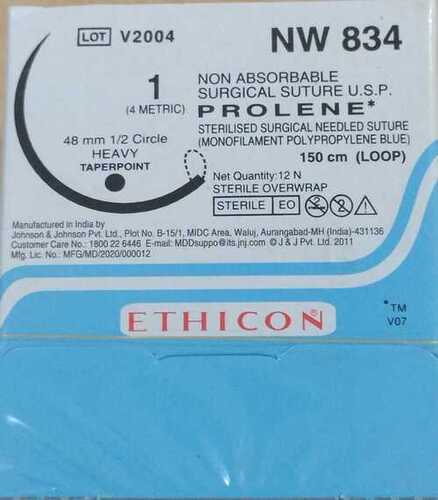 LOT V2004
NW 834
1
(4 METRIC)
48 mm 1/2 Circle
HEAVY
TAPERPOINT
NON ABSORBABLE
SURGICAL SUTURE U.S.P.
PROLENE*
STERILISED SURGICAL NEEDLED SUTURE
(MONOFILAMENT POLYPROPYLENE BLUE)
150 cm (LOOP)
Net Quantity:12 N
STERILE OVERWRAP
STERILE EO 2
Manufactured in India by
Johnson & Johnson Pvt. Ltd., Plot No. B-15/1, MIDC Area, Waluj, Aurangabad-MH (India)-431136
Customer Care No.: 1800 22 6446 E-mail: MDDsuppo@its.jnj.com © J & J Pvt Ltd. 2011
Mfg. Lic. No.: MFG/MD/2020/000012
ETHICON
*TM
V07